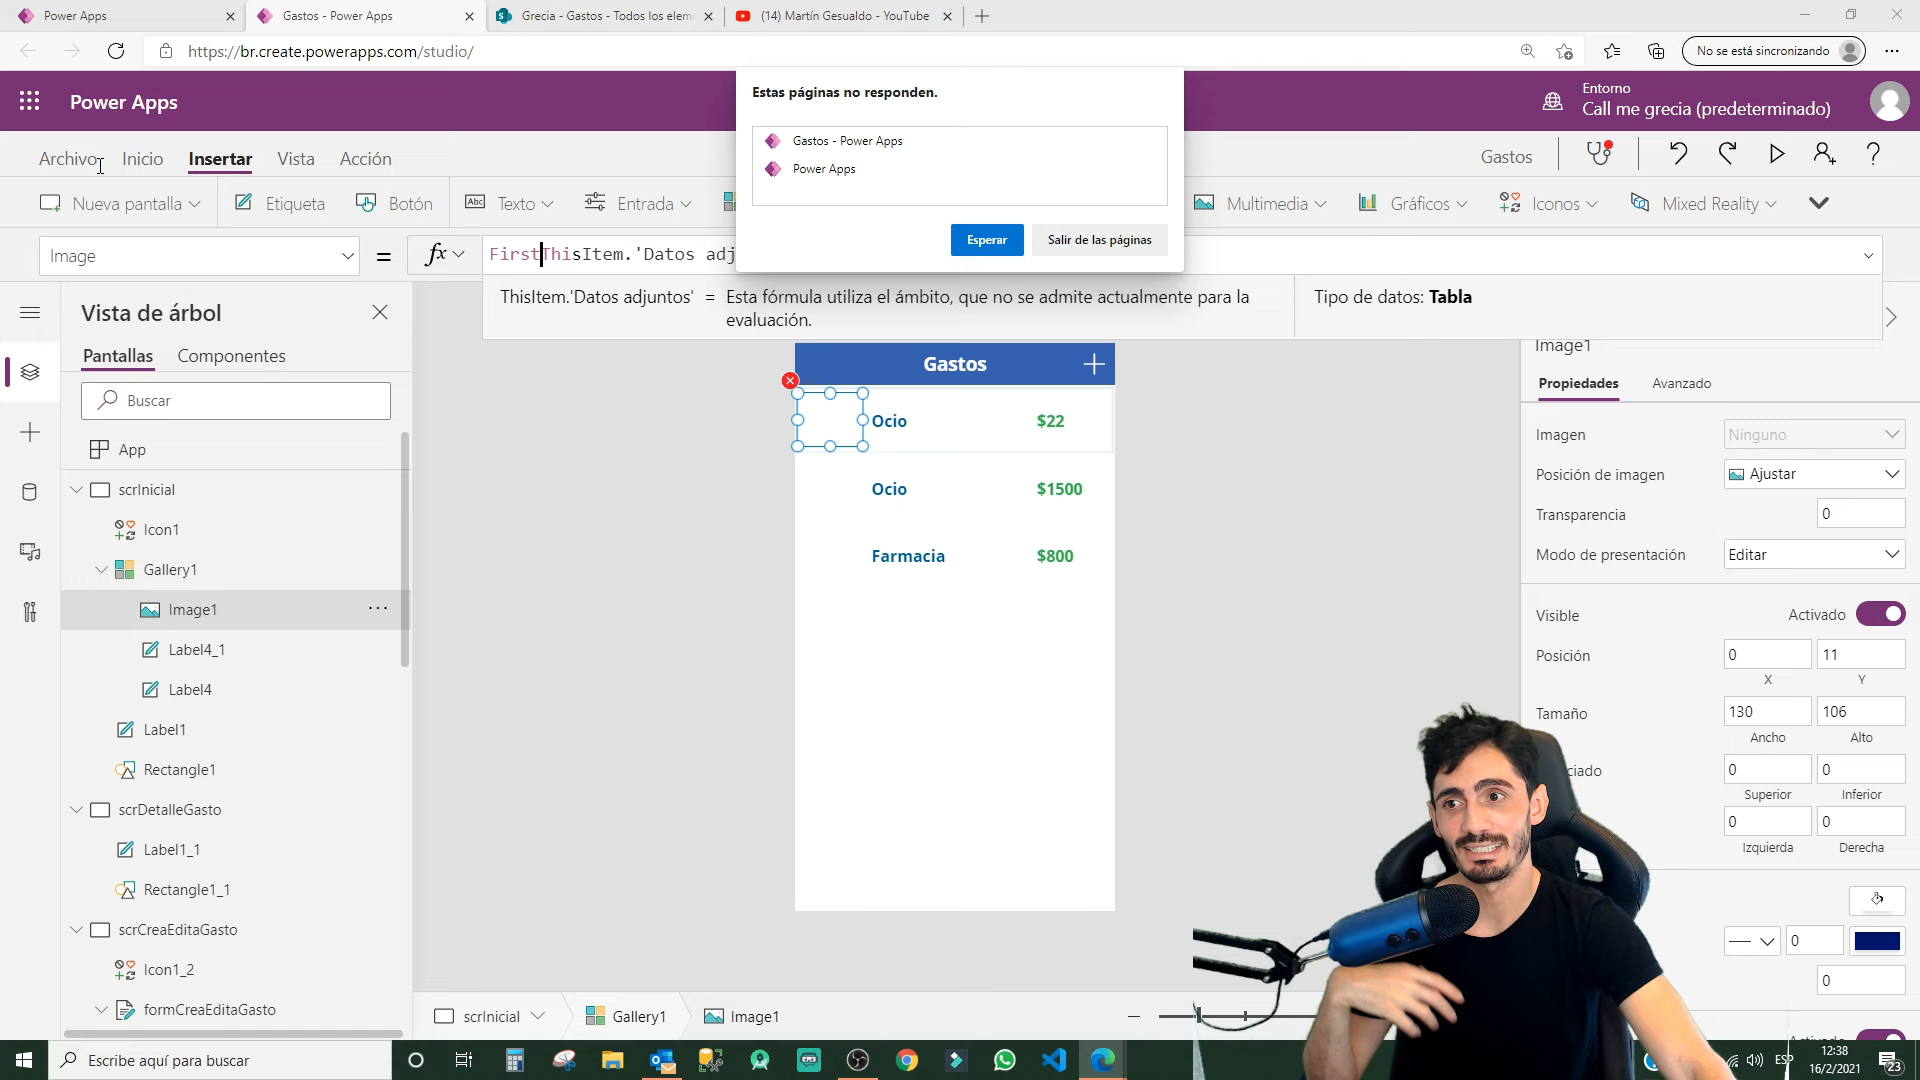 Power Apps
Gastos - Power Apps
Grecia - Gastos - Todos los elem
(14) Martín Gesualdo - YouTube
https://br.create.powerapps.com/studio/
No se está sincronizando
Power Apps
Entorno
Call me grecia (predeterminado)
Estas páginas no responden.
Gastos - Power Apps
Power Apps
Esperar
Salir de las páginas
Archivo
Inicio
Insertar
Vista
Acción
Gastos
Nueva pantalla
Etiqueta
Botón
Abc
Texto
Entrada
Multimedia
Gráficos
Iconos
Mixed Reality
Image
=
fx
FirstThisItem.'Datos adj
ThisItem.'Datos adjuntos' = Esta fórmula utiliza el ámbito, que no se admite actualmente para la
evaluación.
Tipo de datos: Tabla
Vista de árbol
Pantallas
Componentes
Buscar
App
scrInicial
Icon1
Gallery1
Image1
Label4_1
Label4
Label1
Rectangle1
scrDetalleGasto
Label1_1
Rectangle1_1
scrCreaEditaGasto
Icon1_2
formCreaEditaGasto
Gastos
Ocio
$22
Ocio
$1500
Farmacia
$800
Image1
Propiedades
Avanzado
Imagen
Ninguno
Posición de imagen
Ajustar
Transparencia
0
Modo de presentación
Editar
Visible
Activado
Posición
0
11
X
Y
Tamaño
130
106
Ancho
Alto
ciado
0
0
Superior
Inferior
0
0
Izquierda
Derecha
0
0
scrInicial
Gallery1
Image1
Escribe aquí para buscar
ESP
12:38
16/2/2021
23